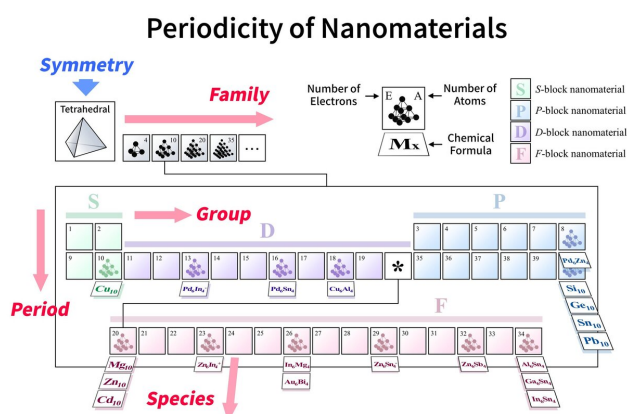 Periodicity of Nanomaterials
Symmetry
Tetrahedral
Family
4 10 20 35 ...
Number of Electrons
E A
Number of Atoms
Mx
Chemical Formula
S S-block nanomaterial
P P-block nanomaterial
D D-block nanomaterial
F F-block nanomaterial
S Group D P
1 2 3 4 5 6 7 8
9 10 11 12 13 14 15 16 17 18 19 * 35 36 37 38 39
Cu10
Si10
Ge10
Sn10
Pb10
Period
F
20 21 22 23 24 25 26 27 28 29 30 31 32 33 34
Mg10
Zn10
Cd10
Species